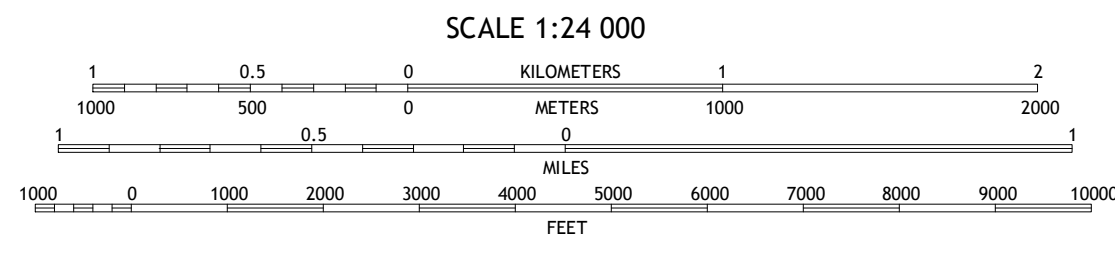 SCALE 1:24 000
1 0.5 0 KILOMETERS 1 2
1000 500 0 METERS 1000 2000
1 0.5 0 1
MILES
1000 0 1000 2000 3000 4000 5000 6000 7000 8000 9000 10000
FEET